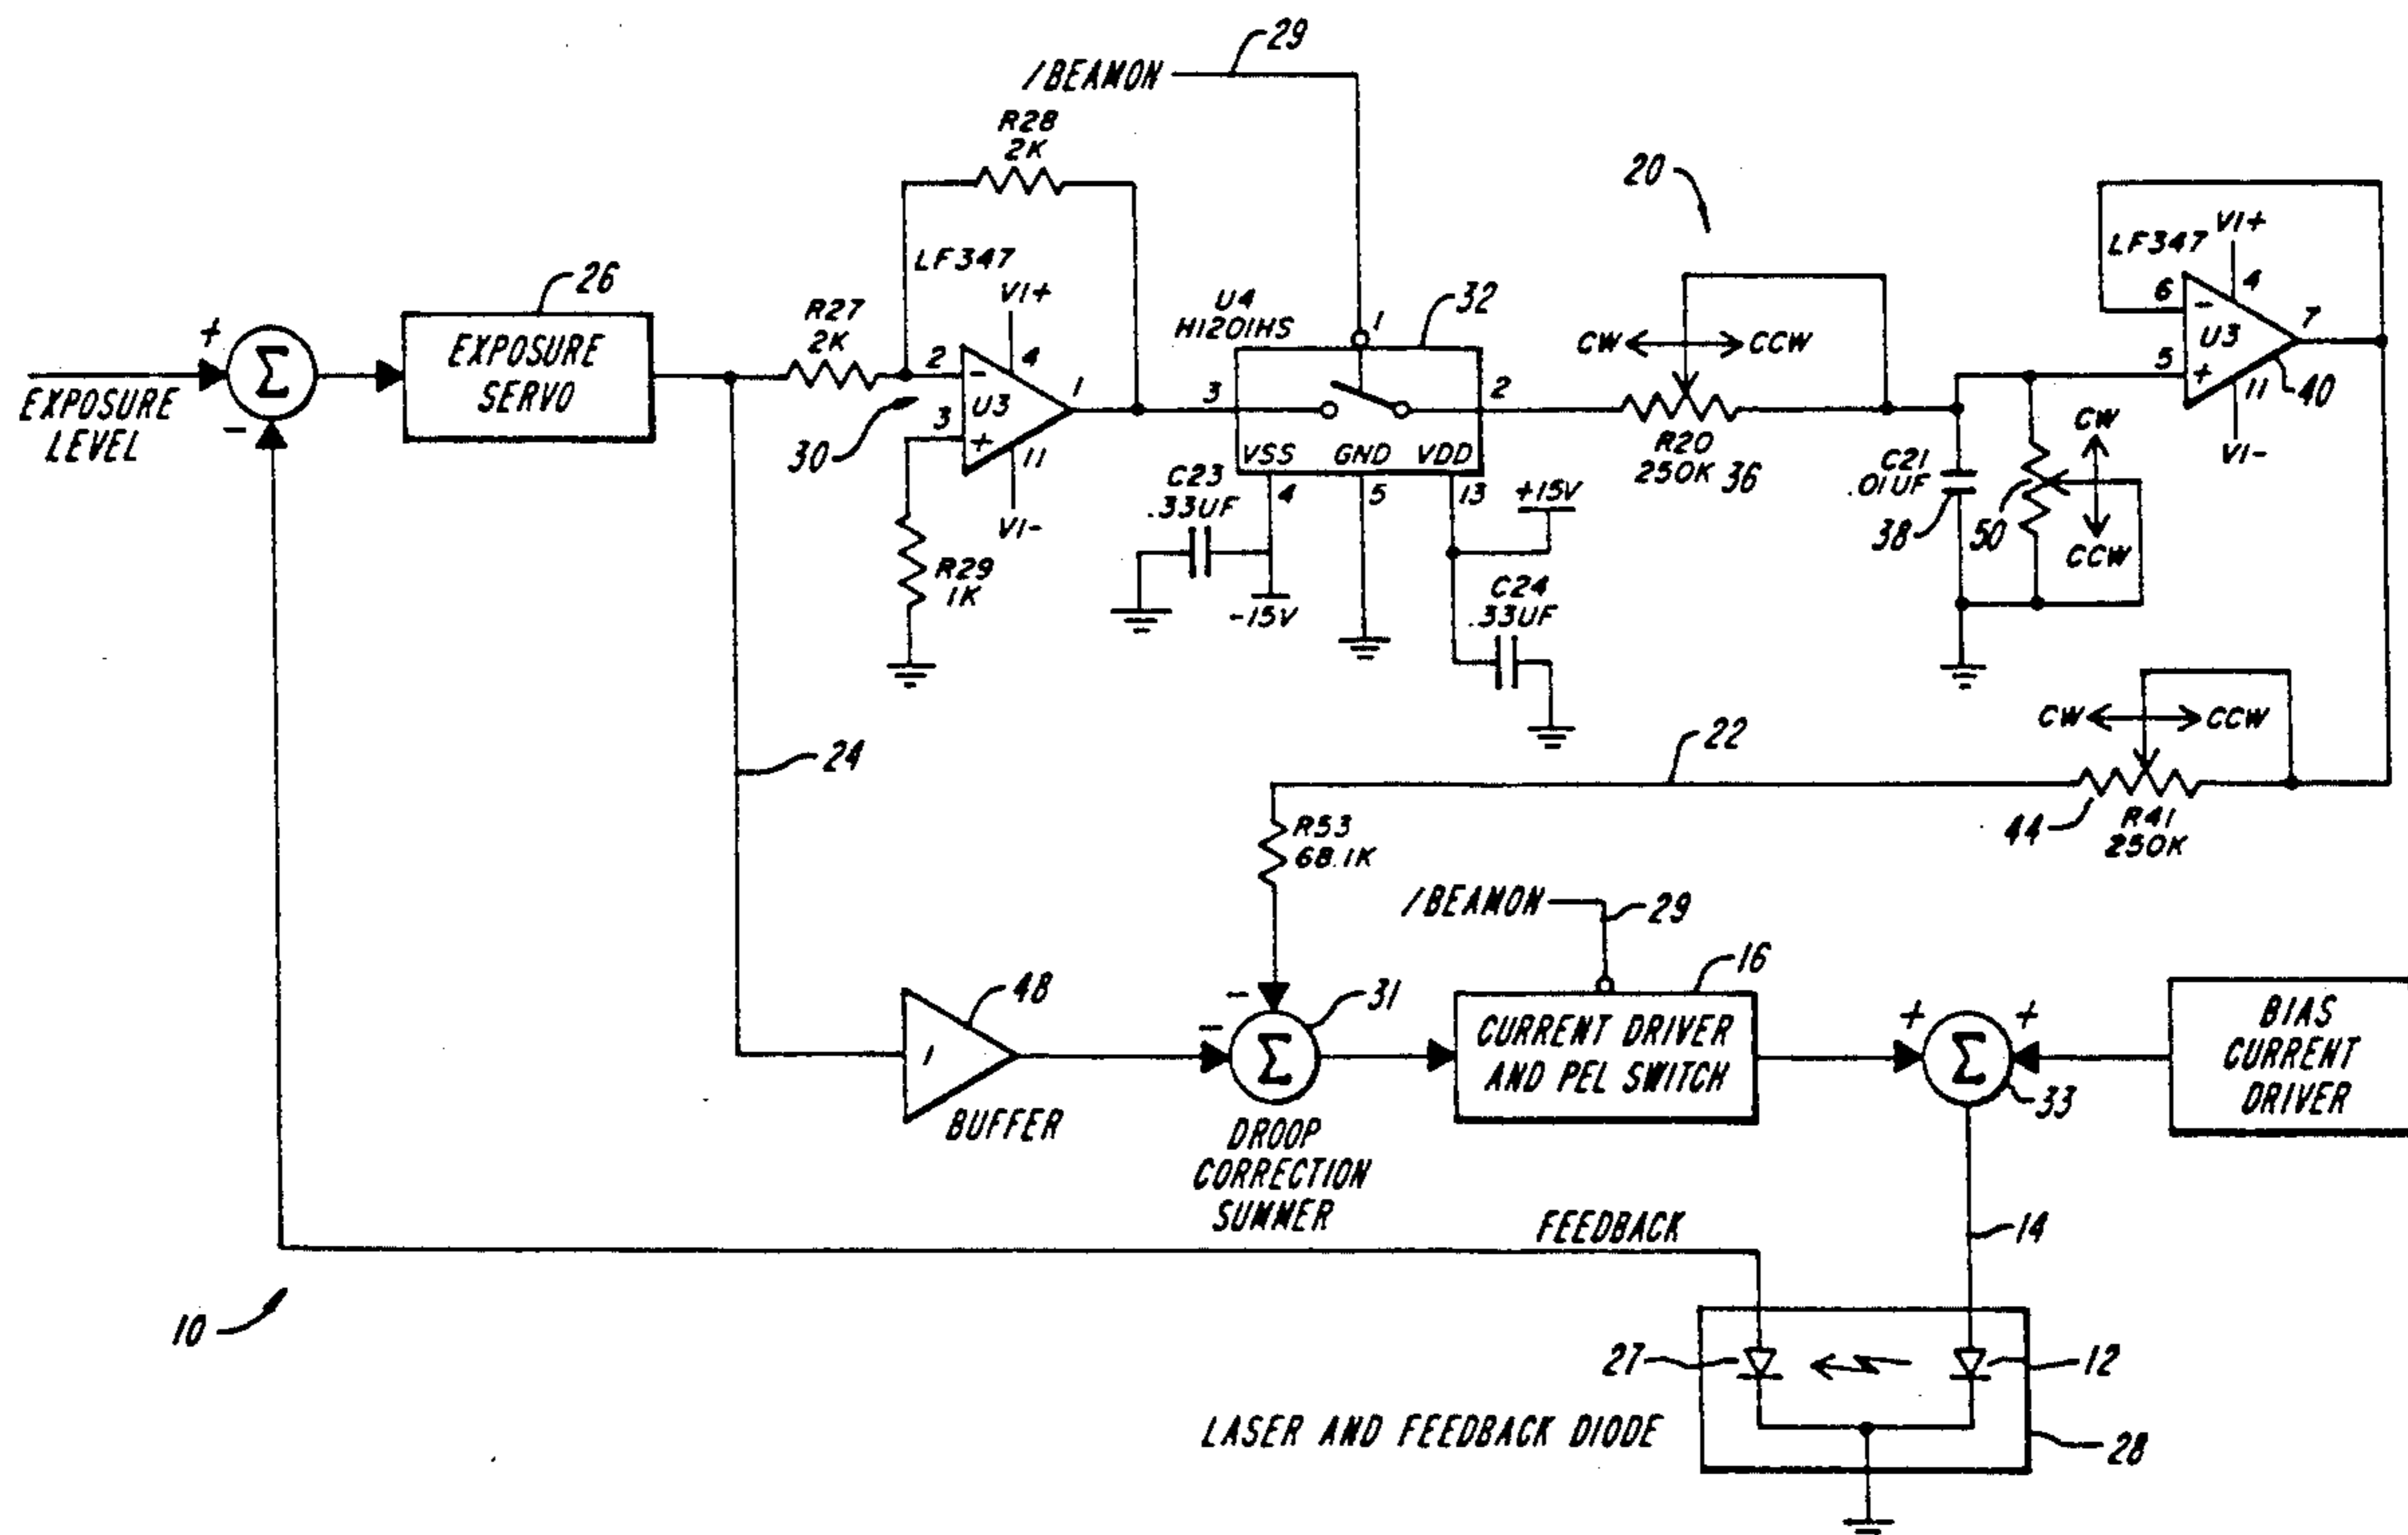 29
/BEAMON
R28
2K
20
LF347
V1+
LF347
V1+
26
R27
2K
U4
H1201HS
32
1
6
-
4
7
+
EXPOSURE
SERVO
2
-
4
1
CW
CCW
5
+
U3
40
Σ
3
+
U3
3
2
11
EXPOSURE
LEVEL
-
30
11
VSS
GND
VDD
R20
250K
36
C21
.01UF
CW
V1-
C23
.33UF
4
5
13
+15V
38
50
CCW
V1-
R29
1K
-15V
C24
.33UF
24
22
CW
CCW
R53
68.1K
44
R41
250K
/BEAMON
29
48
-
31
16
1
-
Σ
CURRENT DRIVER
AND PEL SWITCH
+
+
Σ
33
BIAS
CURRENT
DRIVER
BUFFER
DROOP
CORRECTION
SUMMER
FEEDBACK
14
10
27
12
LASER AND FEEDBACK DIODE
28